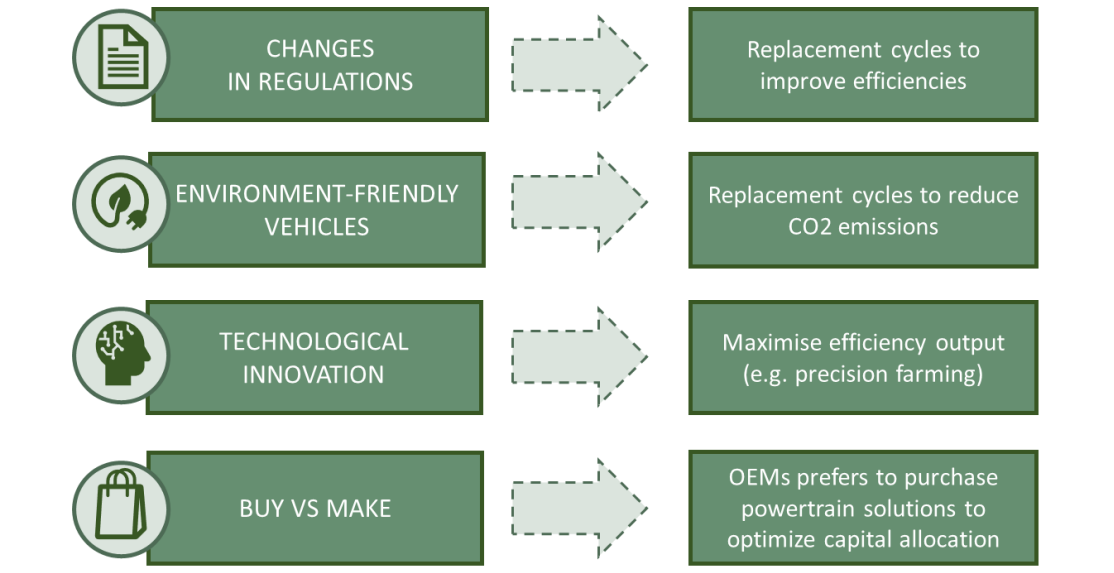 CHANGES
IN REGULATIONS
Replacement cycles to
improve efficiencies
ENVIRONMENT-FRIENDLY
VEHICLES
Replacement cycles to reduce
CO2 emissions
TECHNOLOGICAL
INNOVATION
Maximise efficiency output
(e.g. precision farming)
BUY VS MAKE
OEMs prefers to purchase
powertrain solutions to
optimize capital allocation